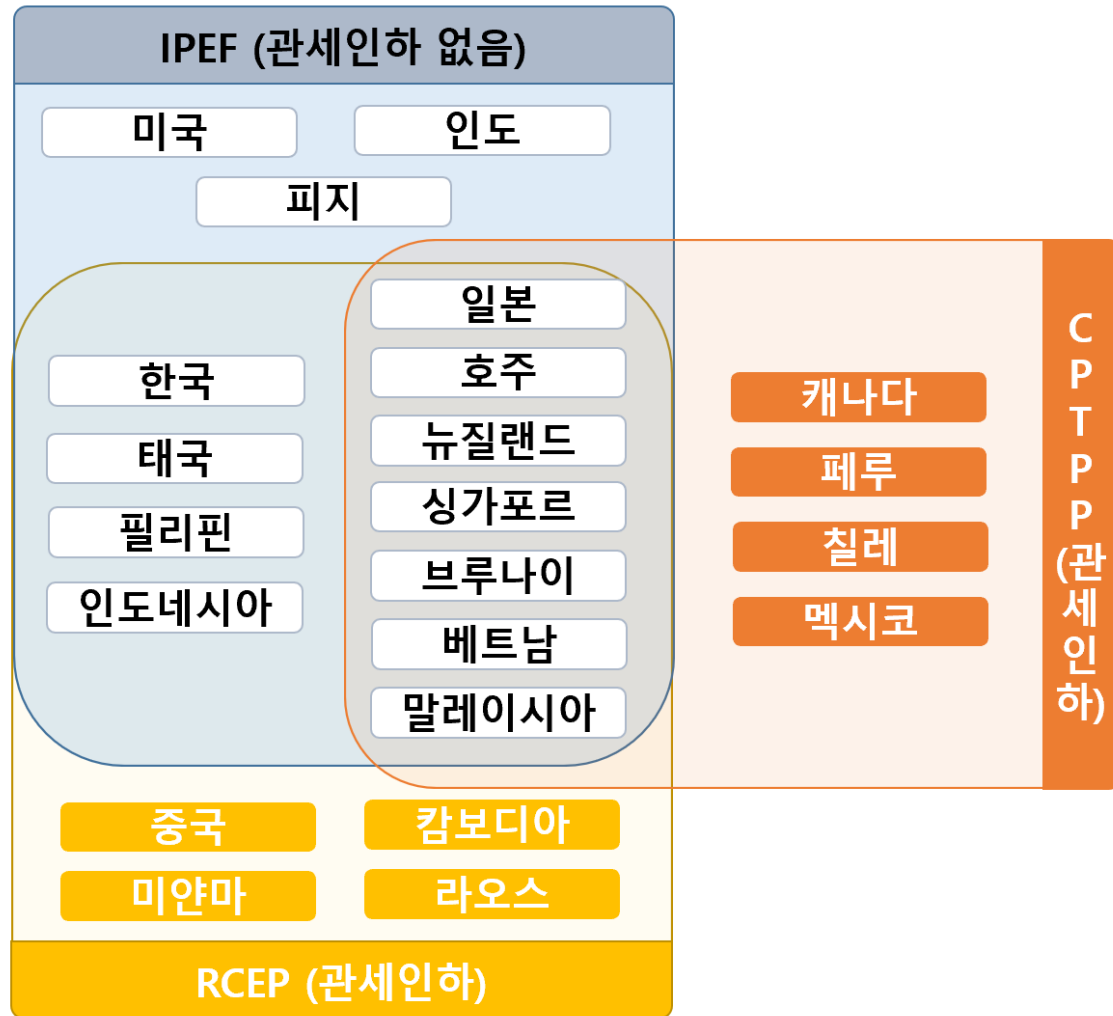 IPEF (관세인하 없음)
미국
인도
피지
한국
태국
필리핀
인도네시아
일본
호주
뉴질랜드
싱가포르
브루나이
베트남
말레이시아
캐나다
페루
칠레
멕시코
CPTPP(관세인하)
중국
캄보디아
미얀마
라오스
RCEP (관세인하)